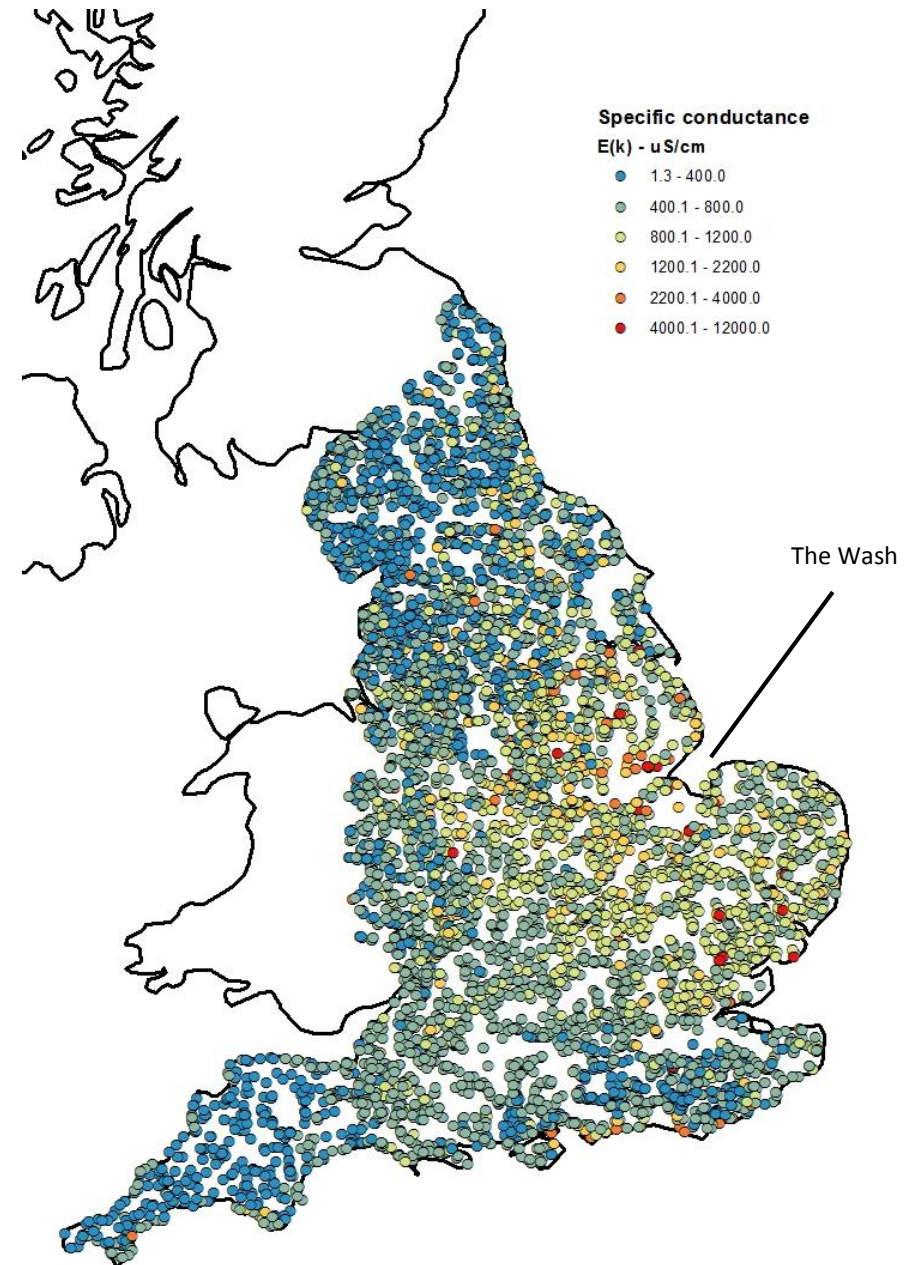 Specific conductance
E(k) - uS/cm
1.3 - 400.0
400.1 - 800.0
800.1 - 1200.0
1200.1 - 2200.0
2200.1 - 4000.0
4000.1 - 12000.0
The Wash